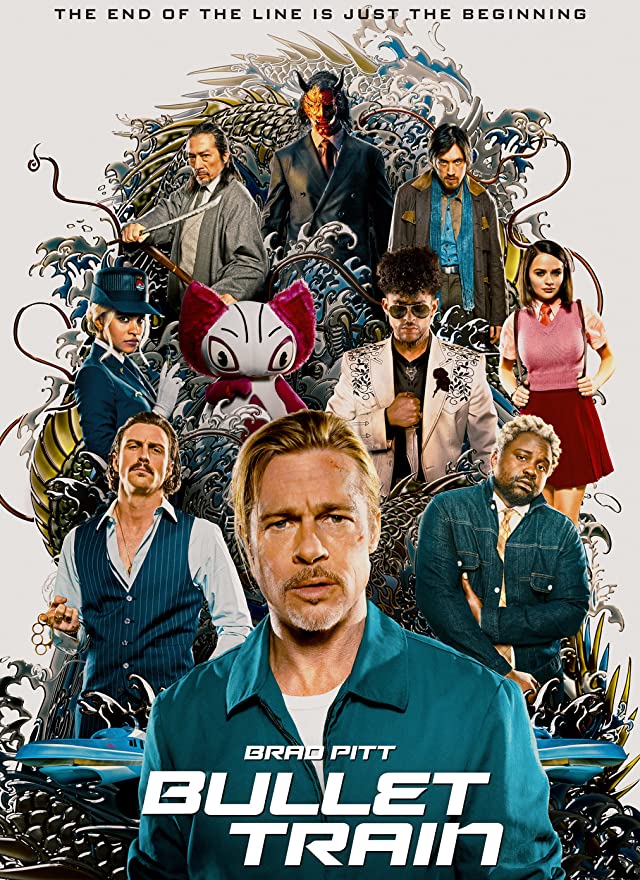 THE END OF THE LINE IS JUST THE BEGINNING
BRAD PITT
BULLET
TRAIN